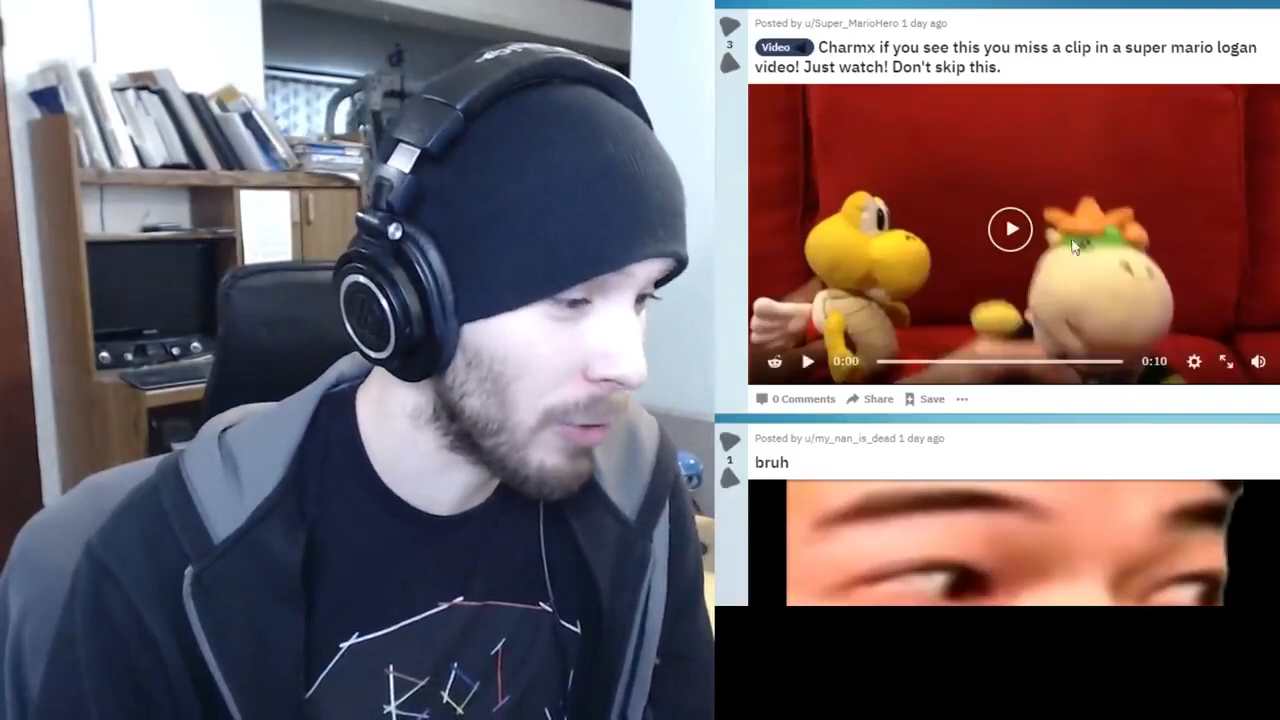 Posted by u/Super_MarioHero 1 day ago
3
Video Charmx if you see this you miss a clip in a super mario logan
video! Just watch! Don't skip this.
0:00
0:10
0 Comments Share Save ...
Posted by u/my_nan_is_dead 1 day ago
1
bruh